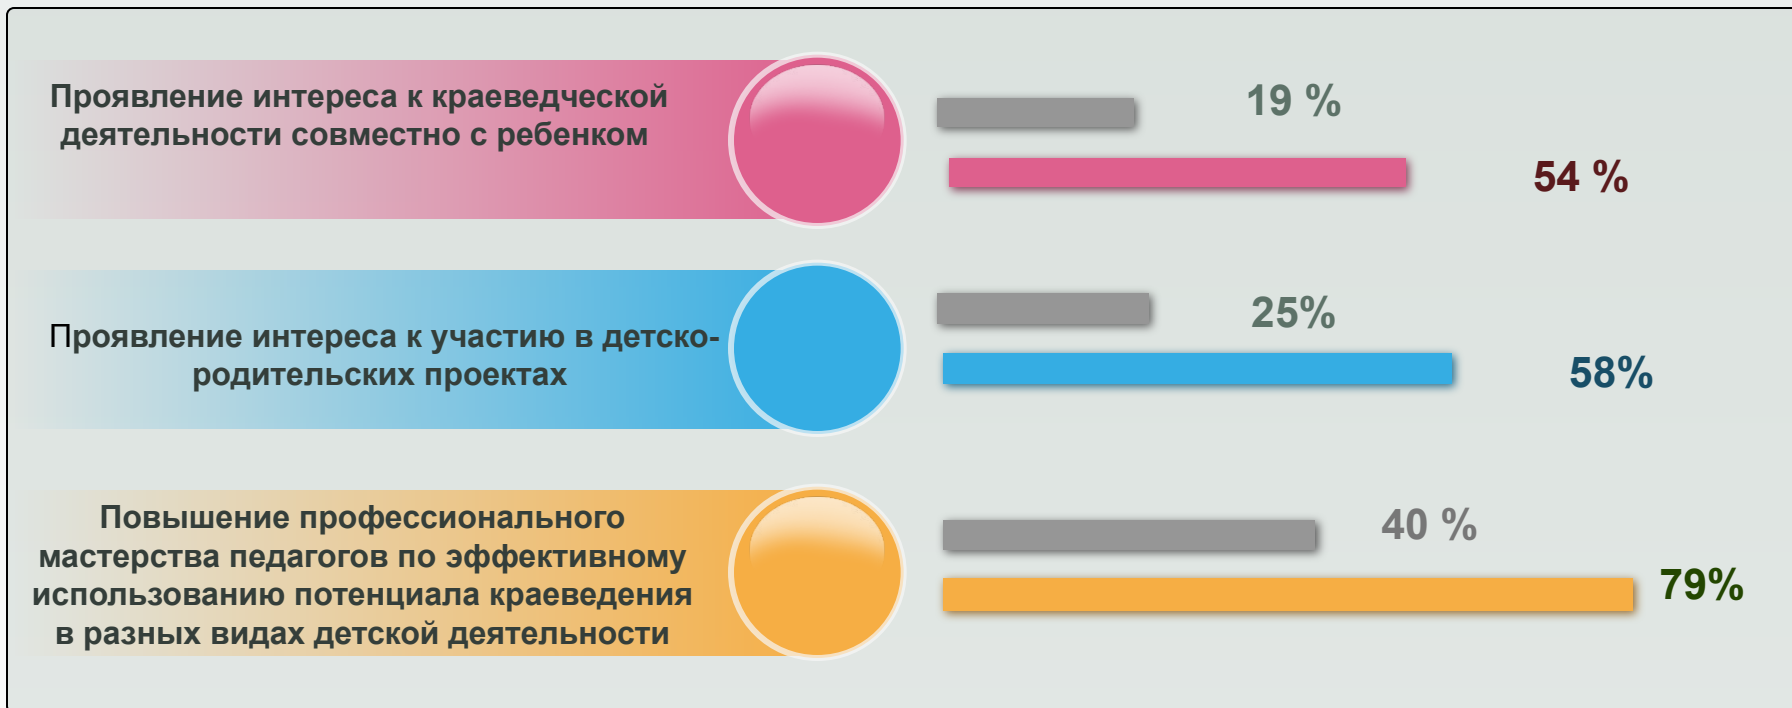 Проявление интереса к краеведческой
деятельности совместно с ребенком
19 %
54 %
Проявление интереса к участию в детско-
родительских проектах
25%
58%
Повышение профессионального
мастерства педагогов по эффективному
использованию потенциала краеведения
в разных видах детской деятельности
40 %
79%